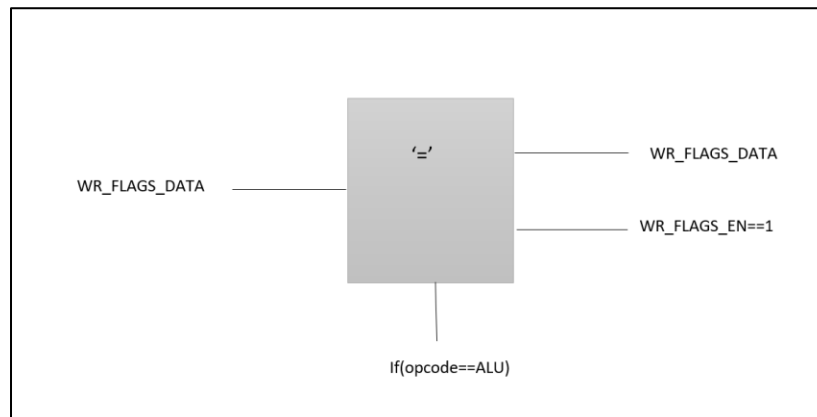 ‘=’
WR_FLAGS_DATA
WR_FLAGS_DATA
WR_FLAGS_EN==1
If(opcode==ALU)